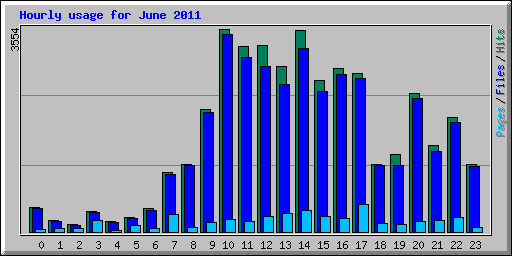 Hourly usage for June 2011
3554
Pages / Files / Hits
0 1 2 3 4 5 6 7 8 9 10 11 12 13 14 15 16 17 18 19 20 21 22 23